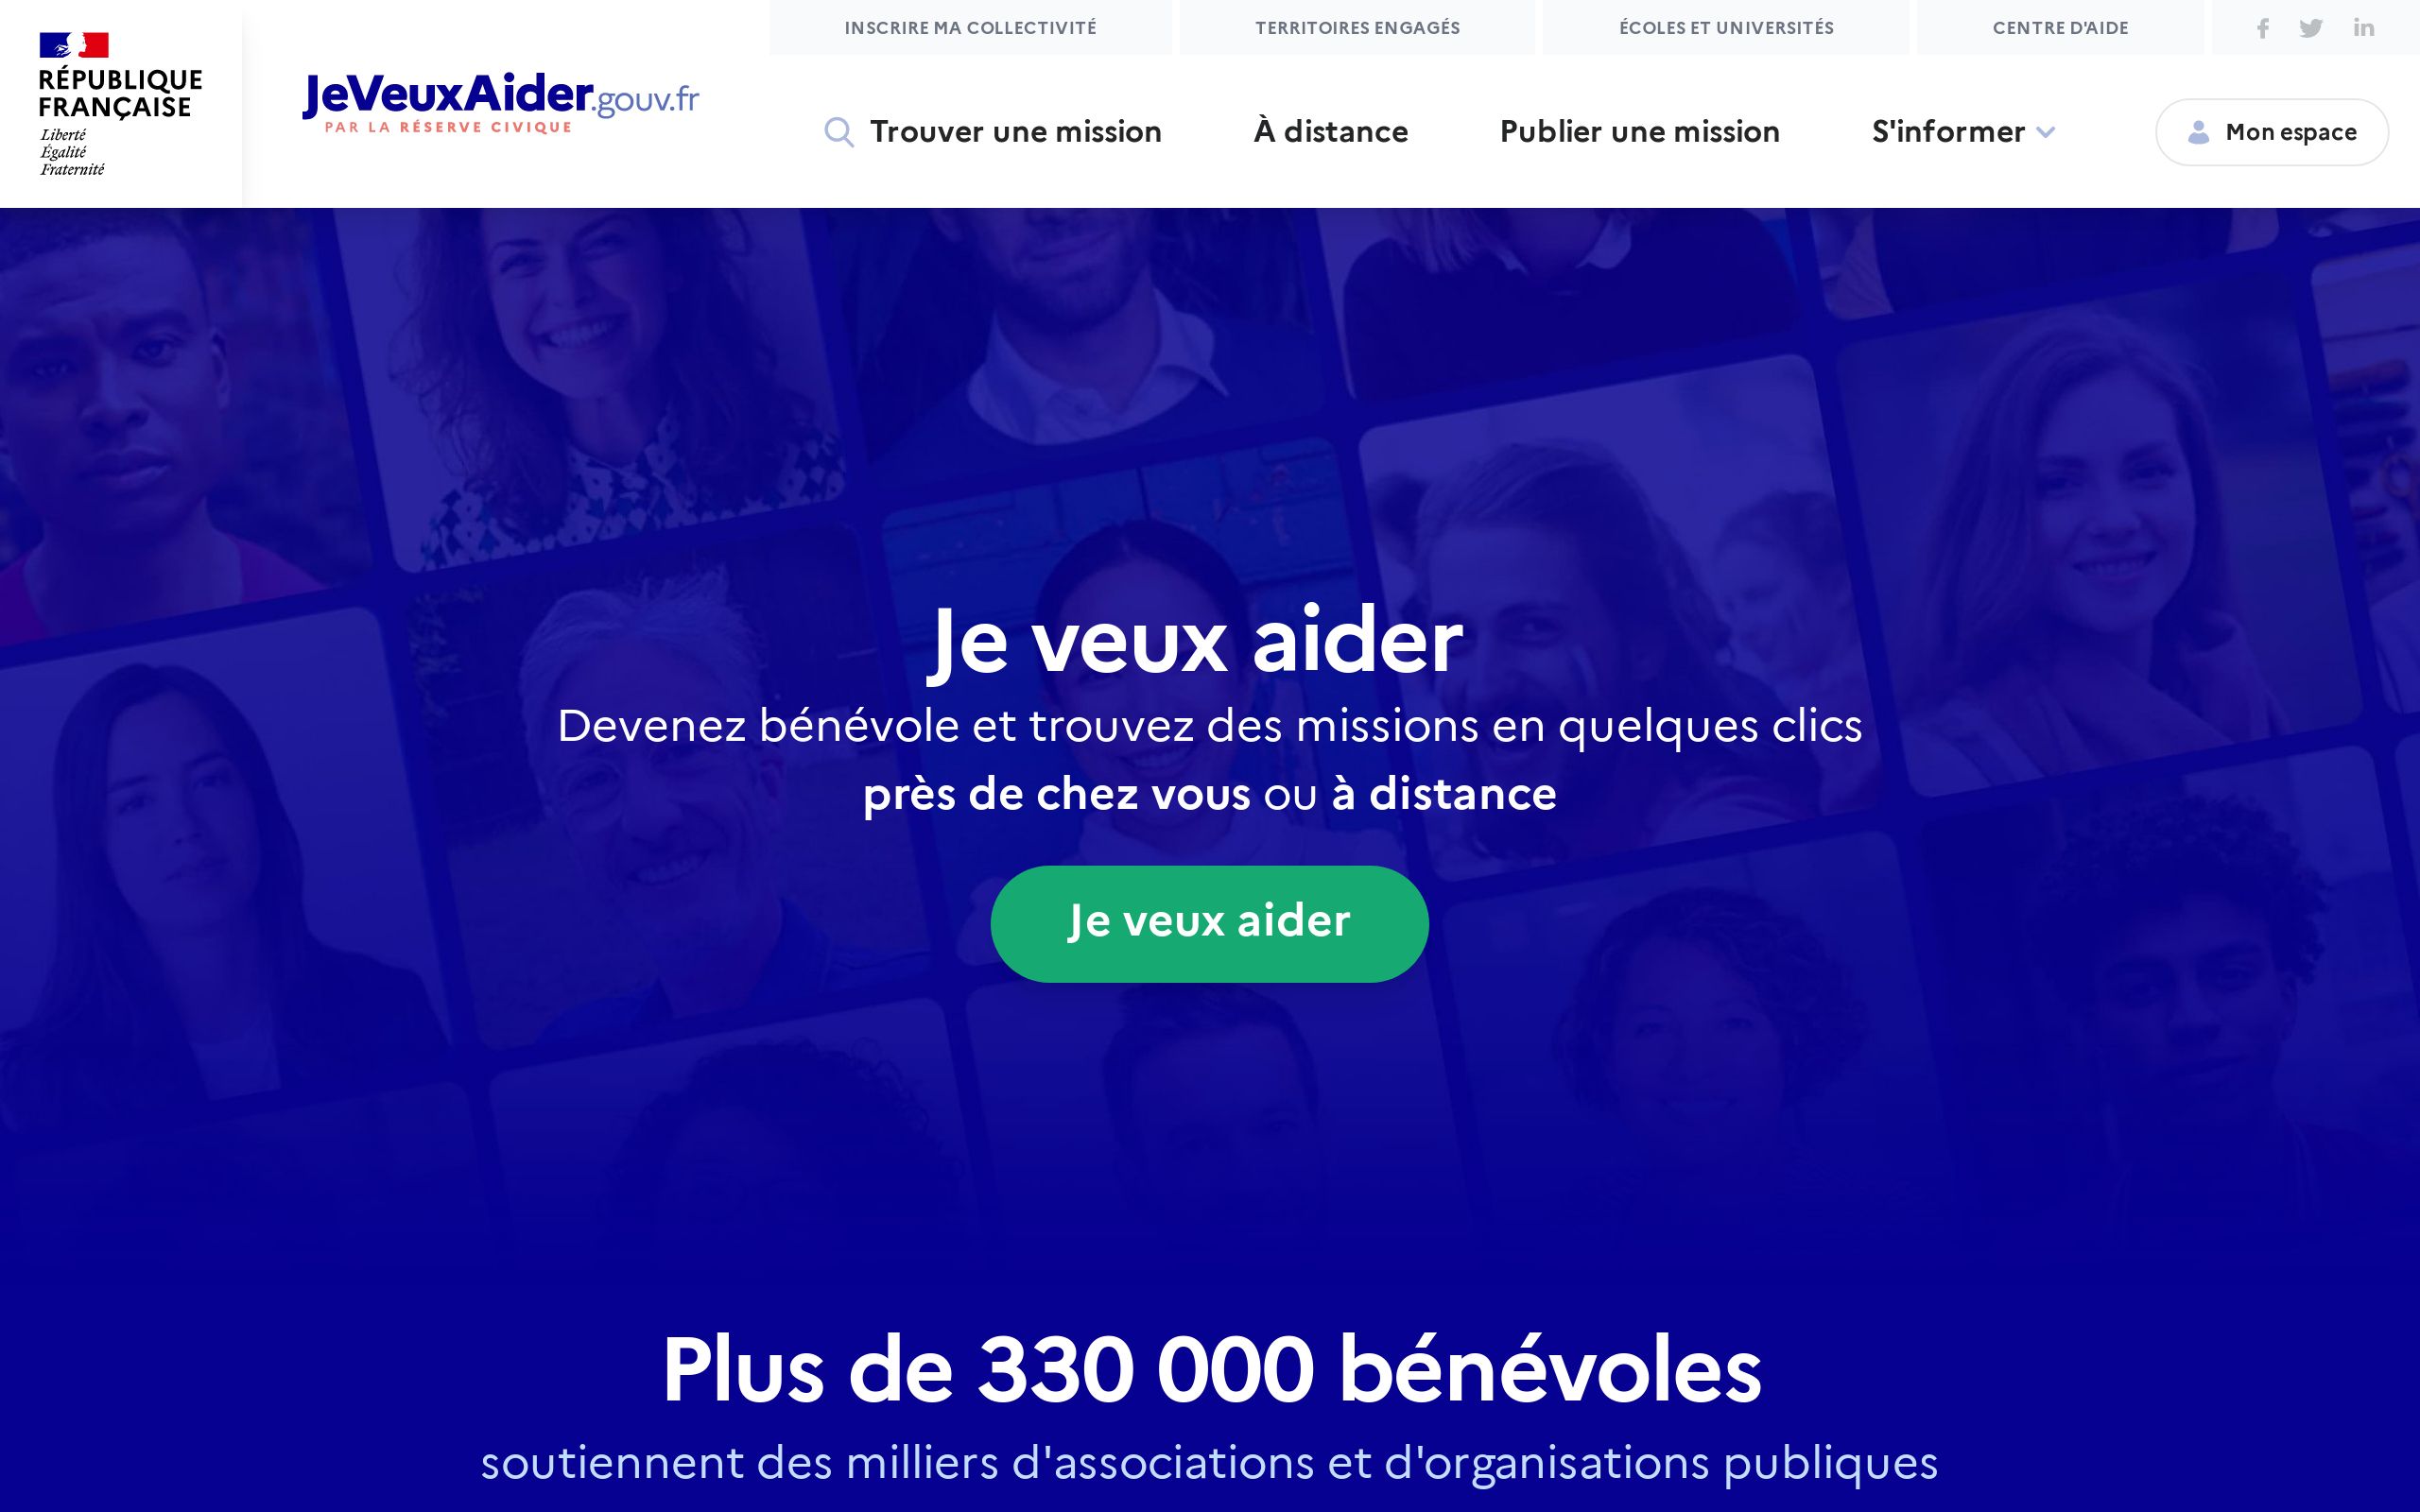 INSCRIRE MA COLLECTIVITÉ
TERRITOIRES ENGAGÉS
ÉCOLES ET UNIVERSITÉS
CENTRE D'AIDE
RÉPUBLIQUE
FRANÇAISE
Liberté
Égalité
Fraternité
JeVeuxAider.gouv.fr
PAR LA RÉSERVE CIVIQUE
Trouver une mission
À distance
Publier une mission
S'informer
Mon espace
Je veux aider
Devenez bénévole et trouvez des missions en quelques clics
près de chez vous ou à distance
Je veux aider
Plus de 330 000 bénévoles
soutiennent des milliers d'associations et d'organisations publiques